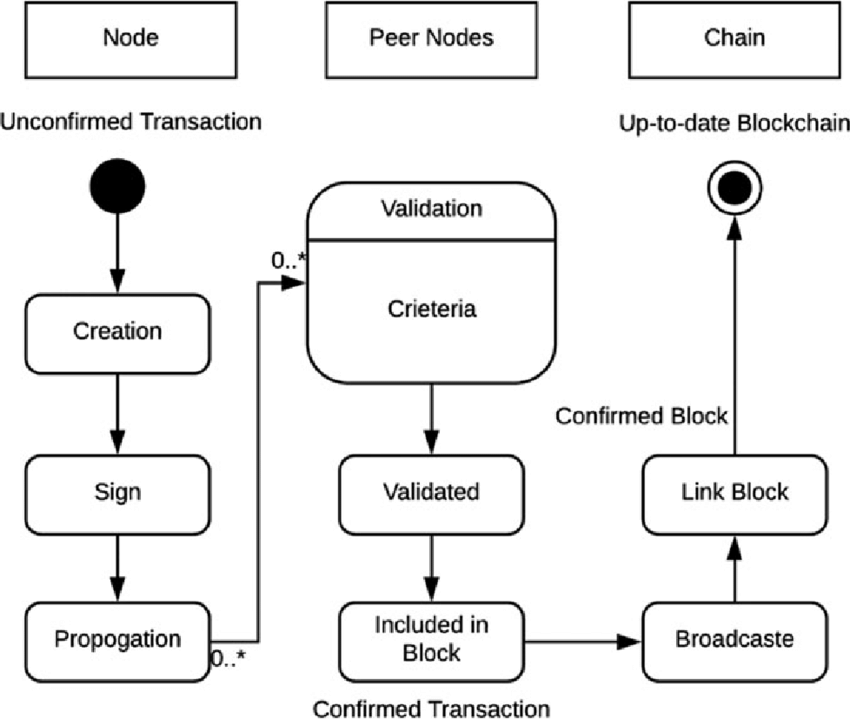 Node
Peer Nodes
Chain
Unconfirmed Transaction
Up-to-date Blockchain
Validation
0..*
Crieteria
Creation
Confirmed Block
Sign
Validated
Link Block
Propogation
0..*
Included in
Block
Broadcaste
Confirmed Transaction